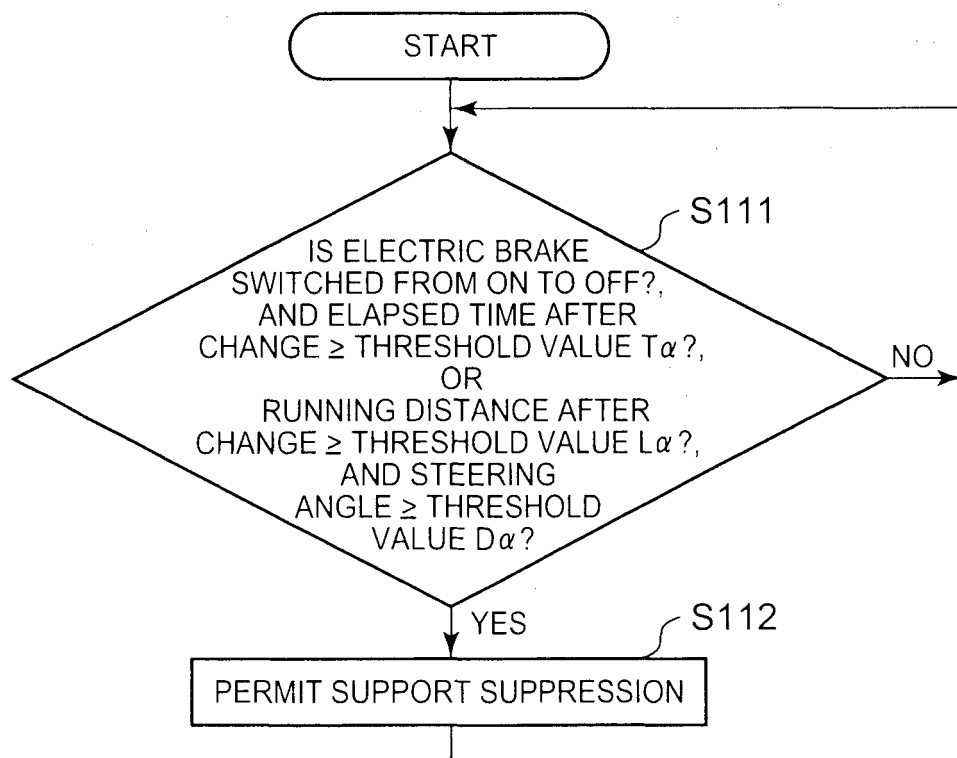 START
S111
IS ELECTRIC BRAKE
SWITCHED FROM ON TO OFF?,
AND ELAPSED TIME AFTER
CHANGE ≥ THRESHOLD VALUE Tα?,
OR
RUNNING DISTANCE AFTER
CHANGE ≥ THRESHOLD VALUE Lα?,
AND STEERING
ANGLE ≥ THRESHOLD
VALUE Dα?
NO
YES
S112
PERMIT SUPPORT SUPPRESSION